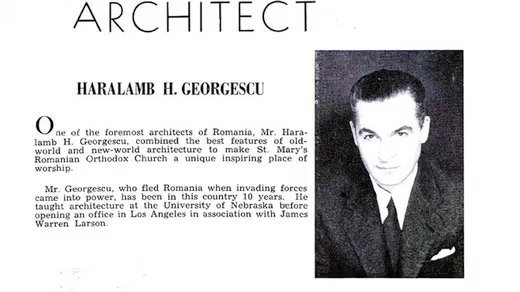 ARCHITECT
HARALAMB H. GEORGESCU
One of the foremost architects of Romania, Mr. Hara-
lamb H. Georgescu, combined the best features of old-
world and new-world architecture to make St. Mary's
Romanian Orthodox Church a unique inspiring place of
worship.
Mr. Georgescu, who fled Romania when invading forces
came into power, has been in this country 10 years. He
taught architecture at the University of Nebraska before
opening an office in Los Angeles in association with James
Warren Larson.